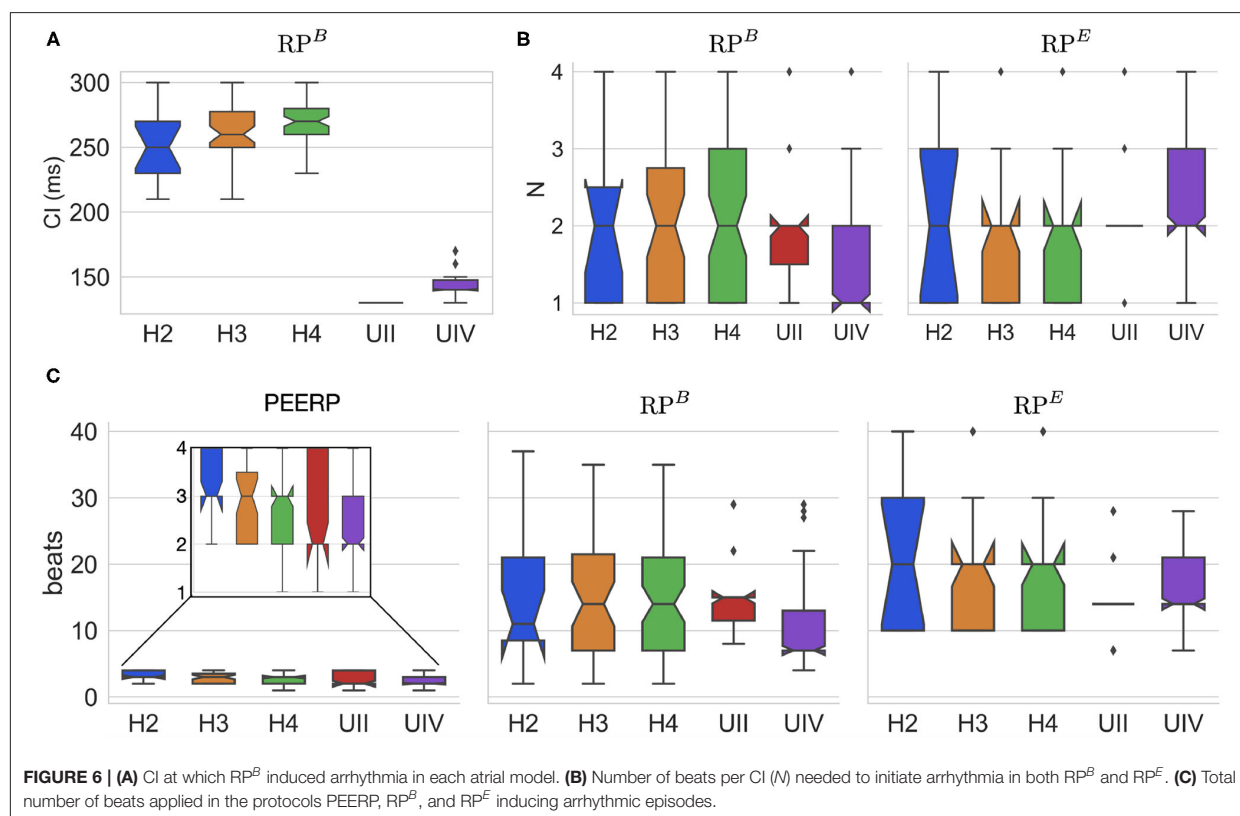 A
RP^B
300
250
200
150
CI (ms)
H2 H3 H4 UII UIV
B
RP^B
RP^E
4
3
2
1
N
H2 H3 H4 UII UIV
H2 H3 H4 UII UIV
C
PEERP
RP^B
RP^E
40
30
20
10
0
beats
4
3
2
1
H2 H3 H4 UII UIV
H2 H3 H4 UII UIV
H2 H3 H4 UII UIV
FIGURE 6 | (A) CI at which RP^B induced arrhythmia in each atrial model. (B) Number of beats per CI (N) needed to initiate arrhythmia in both RP^B and RP^E. (C) Total
number of beats applied in the protocols PEERP, RP^B, and RP^E inducing arrhythmic episodes.